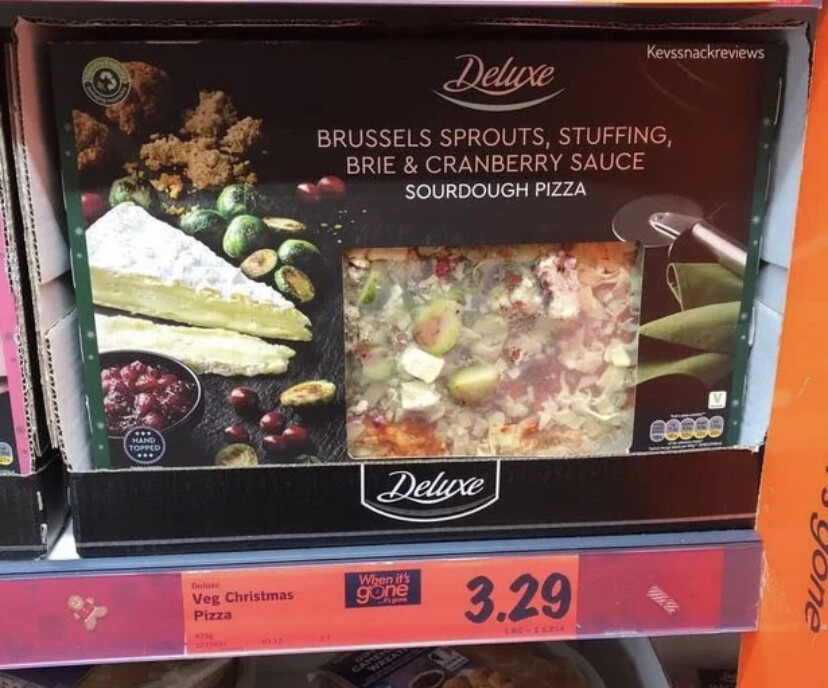 Kevssnackreviews
Deluxe
BRUSSELS SPROUTS, STUFFING,
BRIE & CRANBERRY SAUCE
SOURDOUGH PIZZA
HAND
TOPPED
V
Deluxe
Deluxe
Veg Christmas
Pizza
When it's
gone
it's gone
3.29
gone